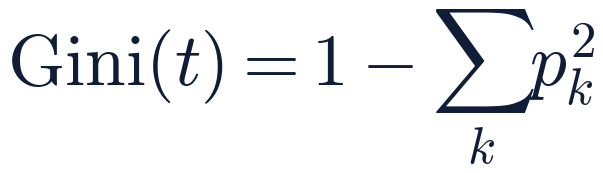 Gini(t) = 1 − ∑ₖ pₖ²